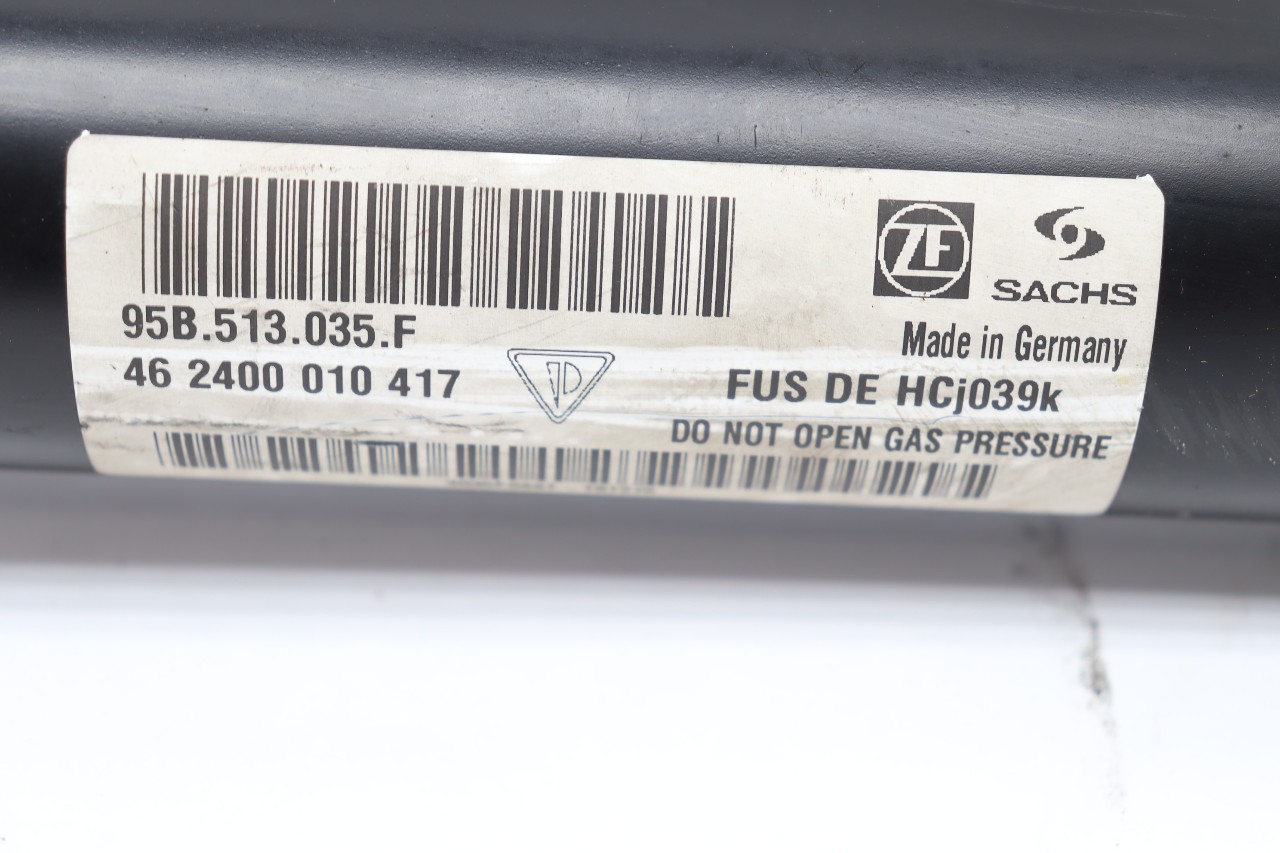 ZF
SACHS
95B.513.035.F
Made in Germany
46 2400 010 417
FUS DE HCj039k
DO NOT OPEN GAS PRESSURE